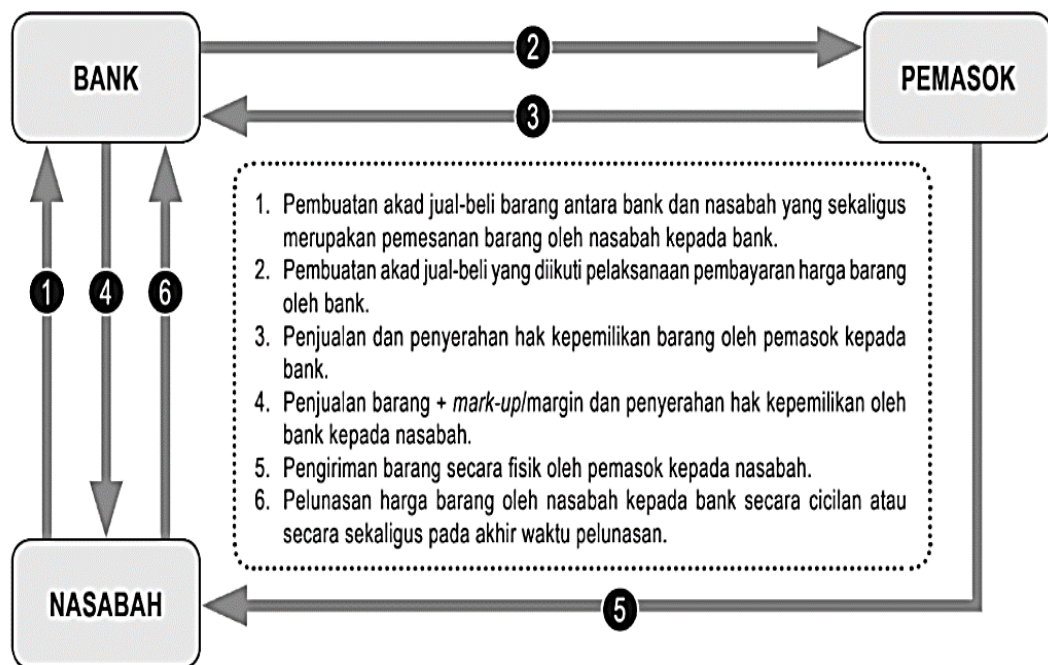 BANK
2
PEMASOK
3
1. Pembuatan akad jual-beli barang antara bank dan nasabah yang sekaligus
merupakan pemesanan barang oleh nasabah kepada bank.
2. Pembuatan akad jual-beli yang diikuti pelaksanaan pembayaran harga barang
oleh bank.
3. Penjualan dan penyerahan hak kepemilikan barang oleh pemasok kepada
bank.
4. Penjualan barang + mark-up/margin dan penyerahan hak kepemilikan oleh
bank kepada nasabah.
5. Pengiriman barang secara fisik oleh pemasok kepada nasabah.
6. Pelunasan harga barang oleh nasabah kepada bank secara cicilan atau
secara sekaligus pada akhir waktu pelunasan.
1 4 6
NASABAH
5